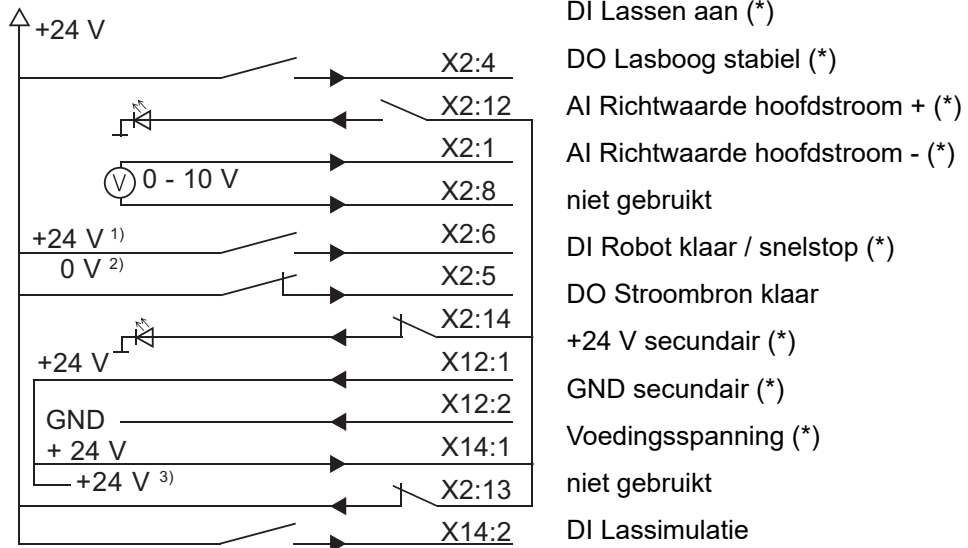 +24 V
X2:4
X2:12
X2:1
V 0 - 10 V
X2:8
+24 V 1)
X2:6
0 V 2)
X2:5
X2:14
+24 V
X12:1
X12:2
GND
X14:1
+ 24 V
+24 V 3)
X2:13
X14:2
DI Lassen aan (*)
DO Lasboog stabiel (*)
AI Richtwaarde hoofdstroom + (*)
AI Richtwaarde hoofdstroom - (*)
niet gebruikt
DI Robot klaar / snelstop (*)
DO Stroombron klaar
+24 V secundair (*)
GND secundair (*)
Voedingsspanning (*)
niet gebruikt
DI Lassimulatie